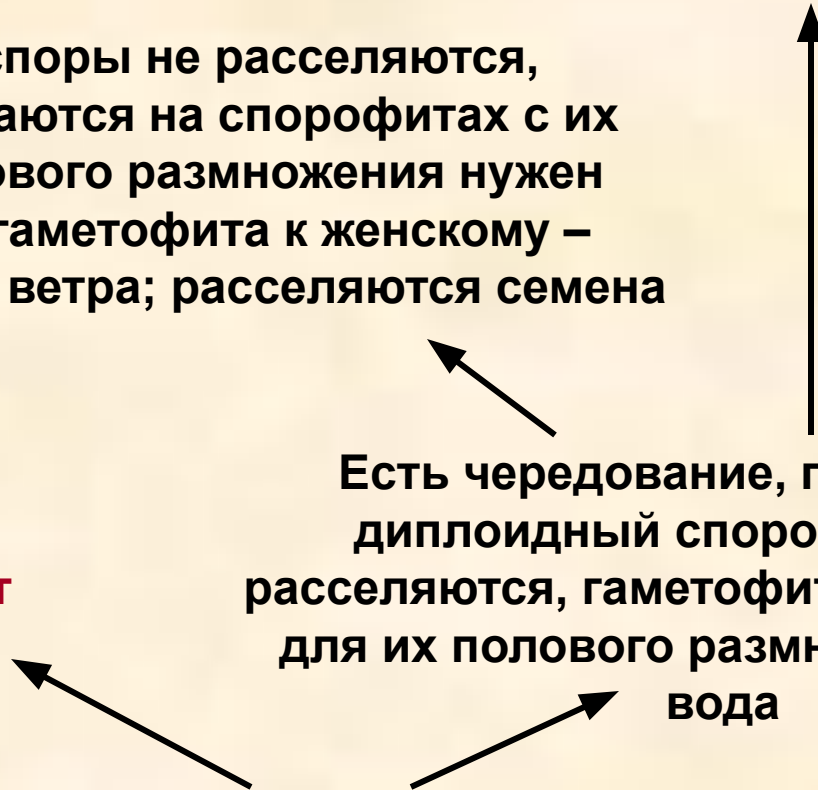 споры не расселяются,
аются на спорофитах с их
ового размножения нужен
гаметофита к женскому –
ветра; расселяются семена
Есть чередование, п
диплоидный споро
т
расселяются, гаметофит
для их полового размн
вода